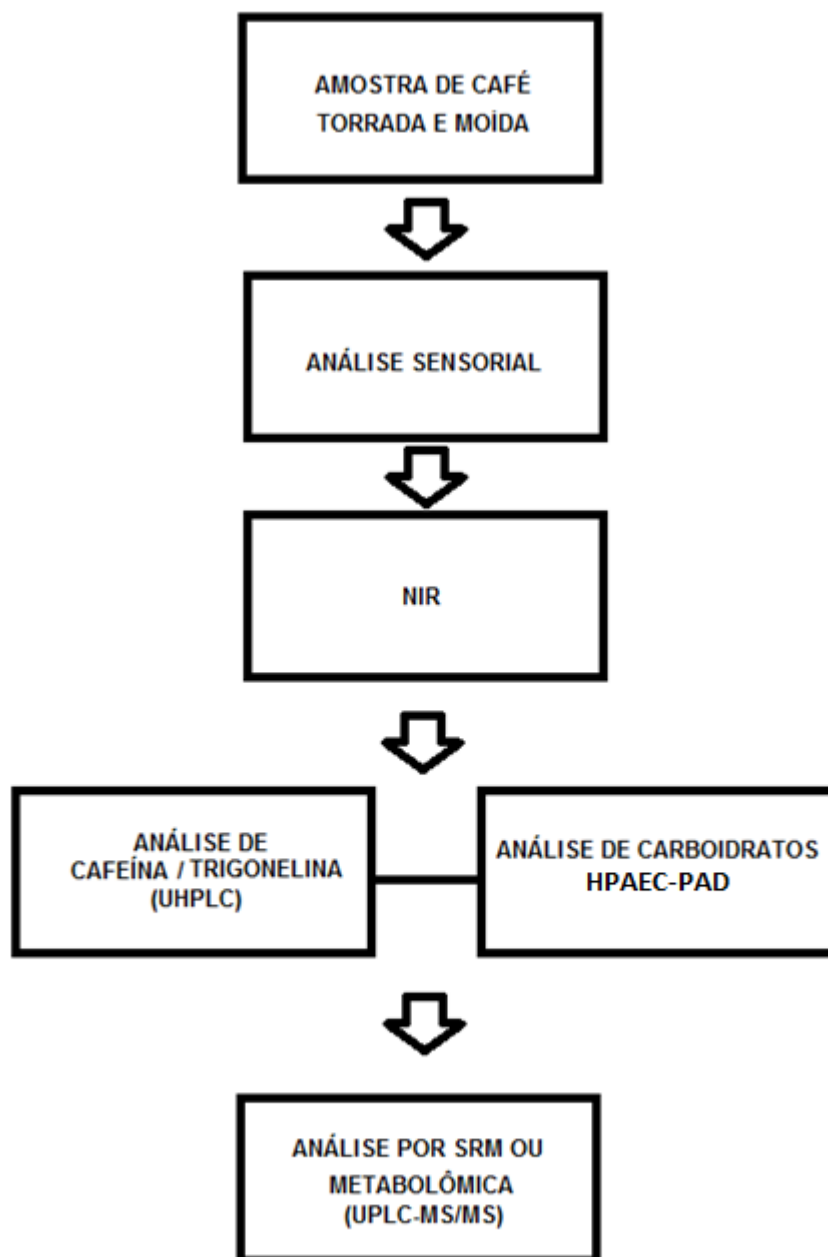 AMOSTRA DE CAFÉ
TORRADA E MOÍDA
ANÁLISE SENSORIAL
NIR
ANÁLISE DE
CAFEÍNA / TRIGONELINA
(UHPLC)
ANÁLISE DE CARBOIDRATOS
HPAEC-PAD
ANÁLISE POR SRM OU
METABOLÔMICA
(UPLC-MS/MS)